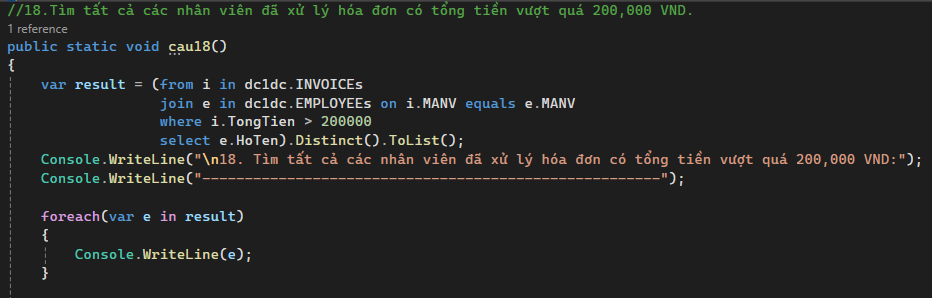 //18.Tìm tất cả các nhân viên đã xử lý hóa đơn có tổng tiền vượt quá 200,000 VND.
1 reference
public static void cau18()
{
    var result = (from i in dc1dc.INVOICEs
                  join e in dc1dc.EMPLOYEEs on i.MANV equals e.MANV
                  where i.TongTien > 200000
                  select e.HoTen).Distinct().ToList();
    Console.WriteLine("\n18. Tìm tất cả các nhân viên đã xử lý hóa đơn có tổng tiền vượt quá 200,000 VND:");
    Console.WriteLine("------------------------------------------------------");

    foreach(var e in result)
    {
        Console.WriteLine(e);
    }